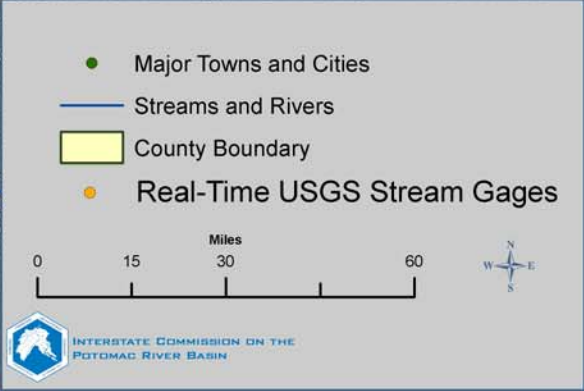 Major Towns and Cities
Streams and Rivers
County Boundary
Real-Time USGS Stream Gages
Miles
0 15 30 60
N
W E
S
INTERSTATE COMMISSION ON THE
POTOMAC RIVER BASIN